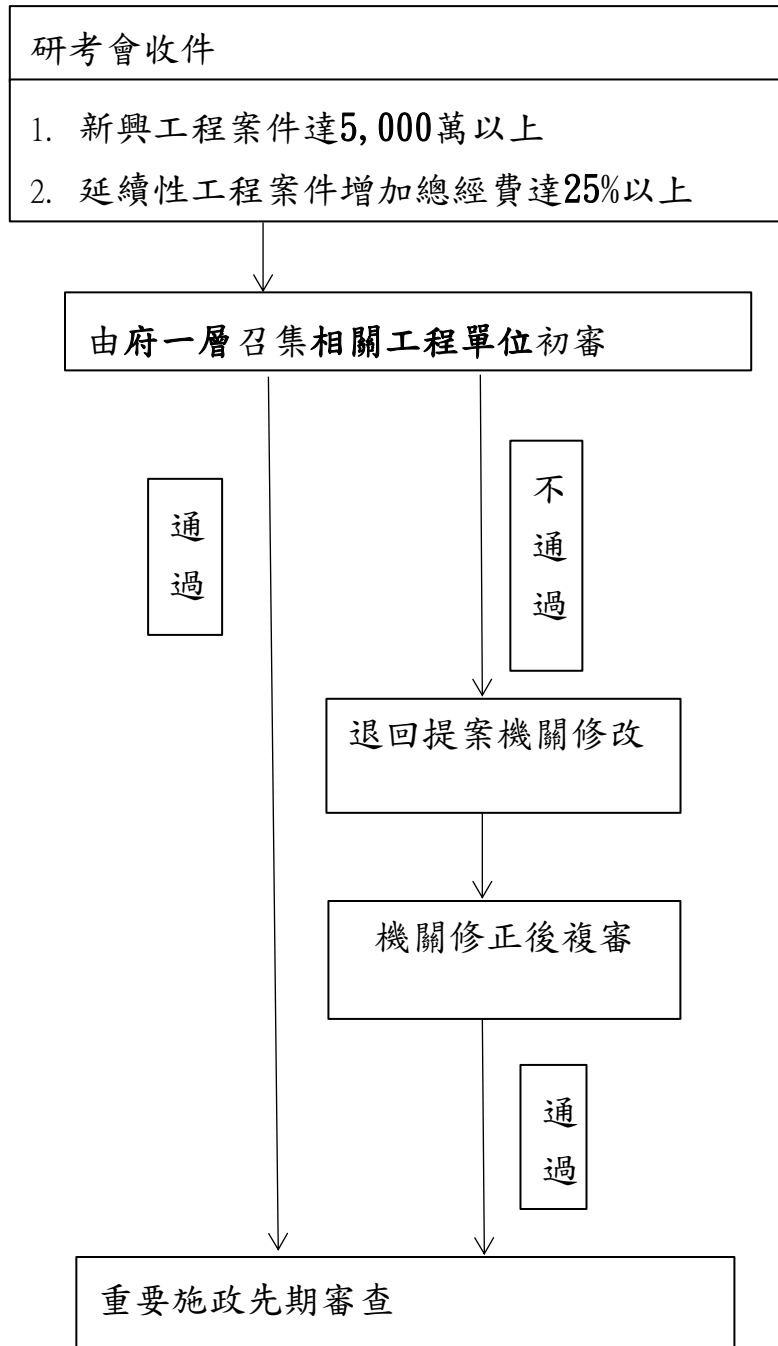 研考會收件
1. 新興工程案件達5,000萬以上
2. 延續性工程案件增加總經費達25%以上
由府一層召集相關工程單位初審
通過
不通過
退回提案機關修改
機關修正後複審
通過
重要施政先期審查